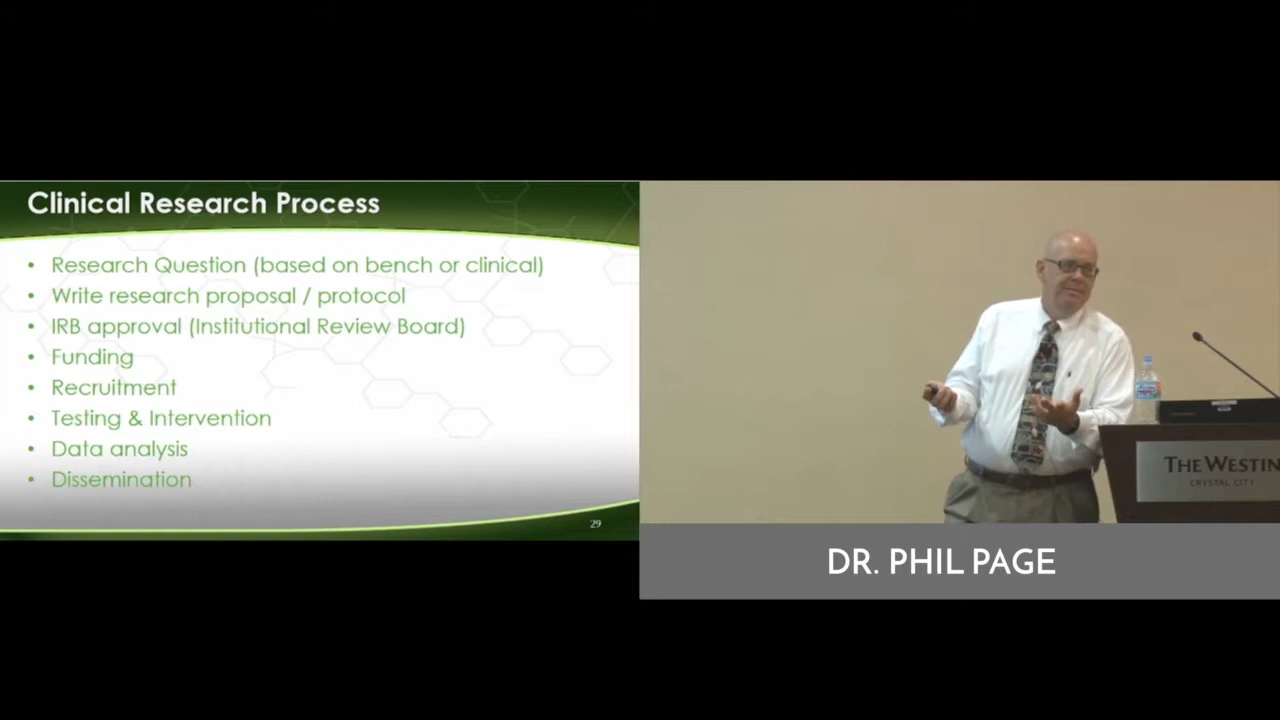 Clinical Research Process
• Research Question (based on bench or clinical)
• Write research proposal / protocol
• IRB approval (Institutional Review Board)
• Funding
• Recruitment
• Testing & Intervention
• Data analysis
• Dissemination
29
THE WESTIN
CRYSTAL CITY
DR. PHIL PAGE